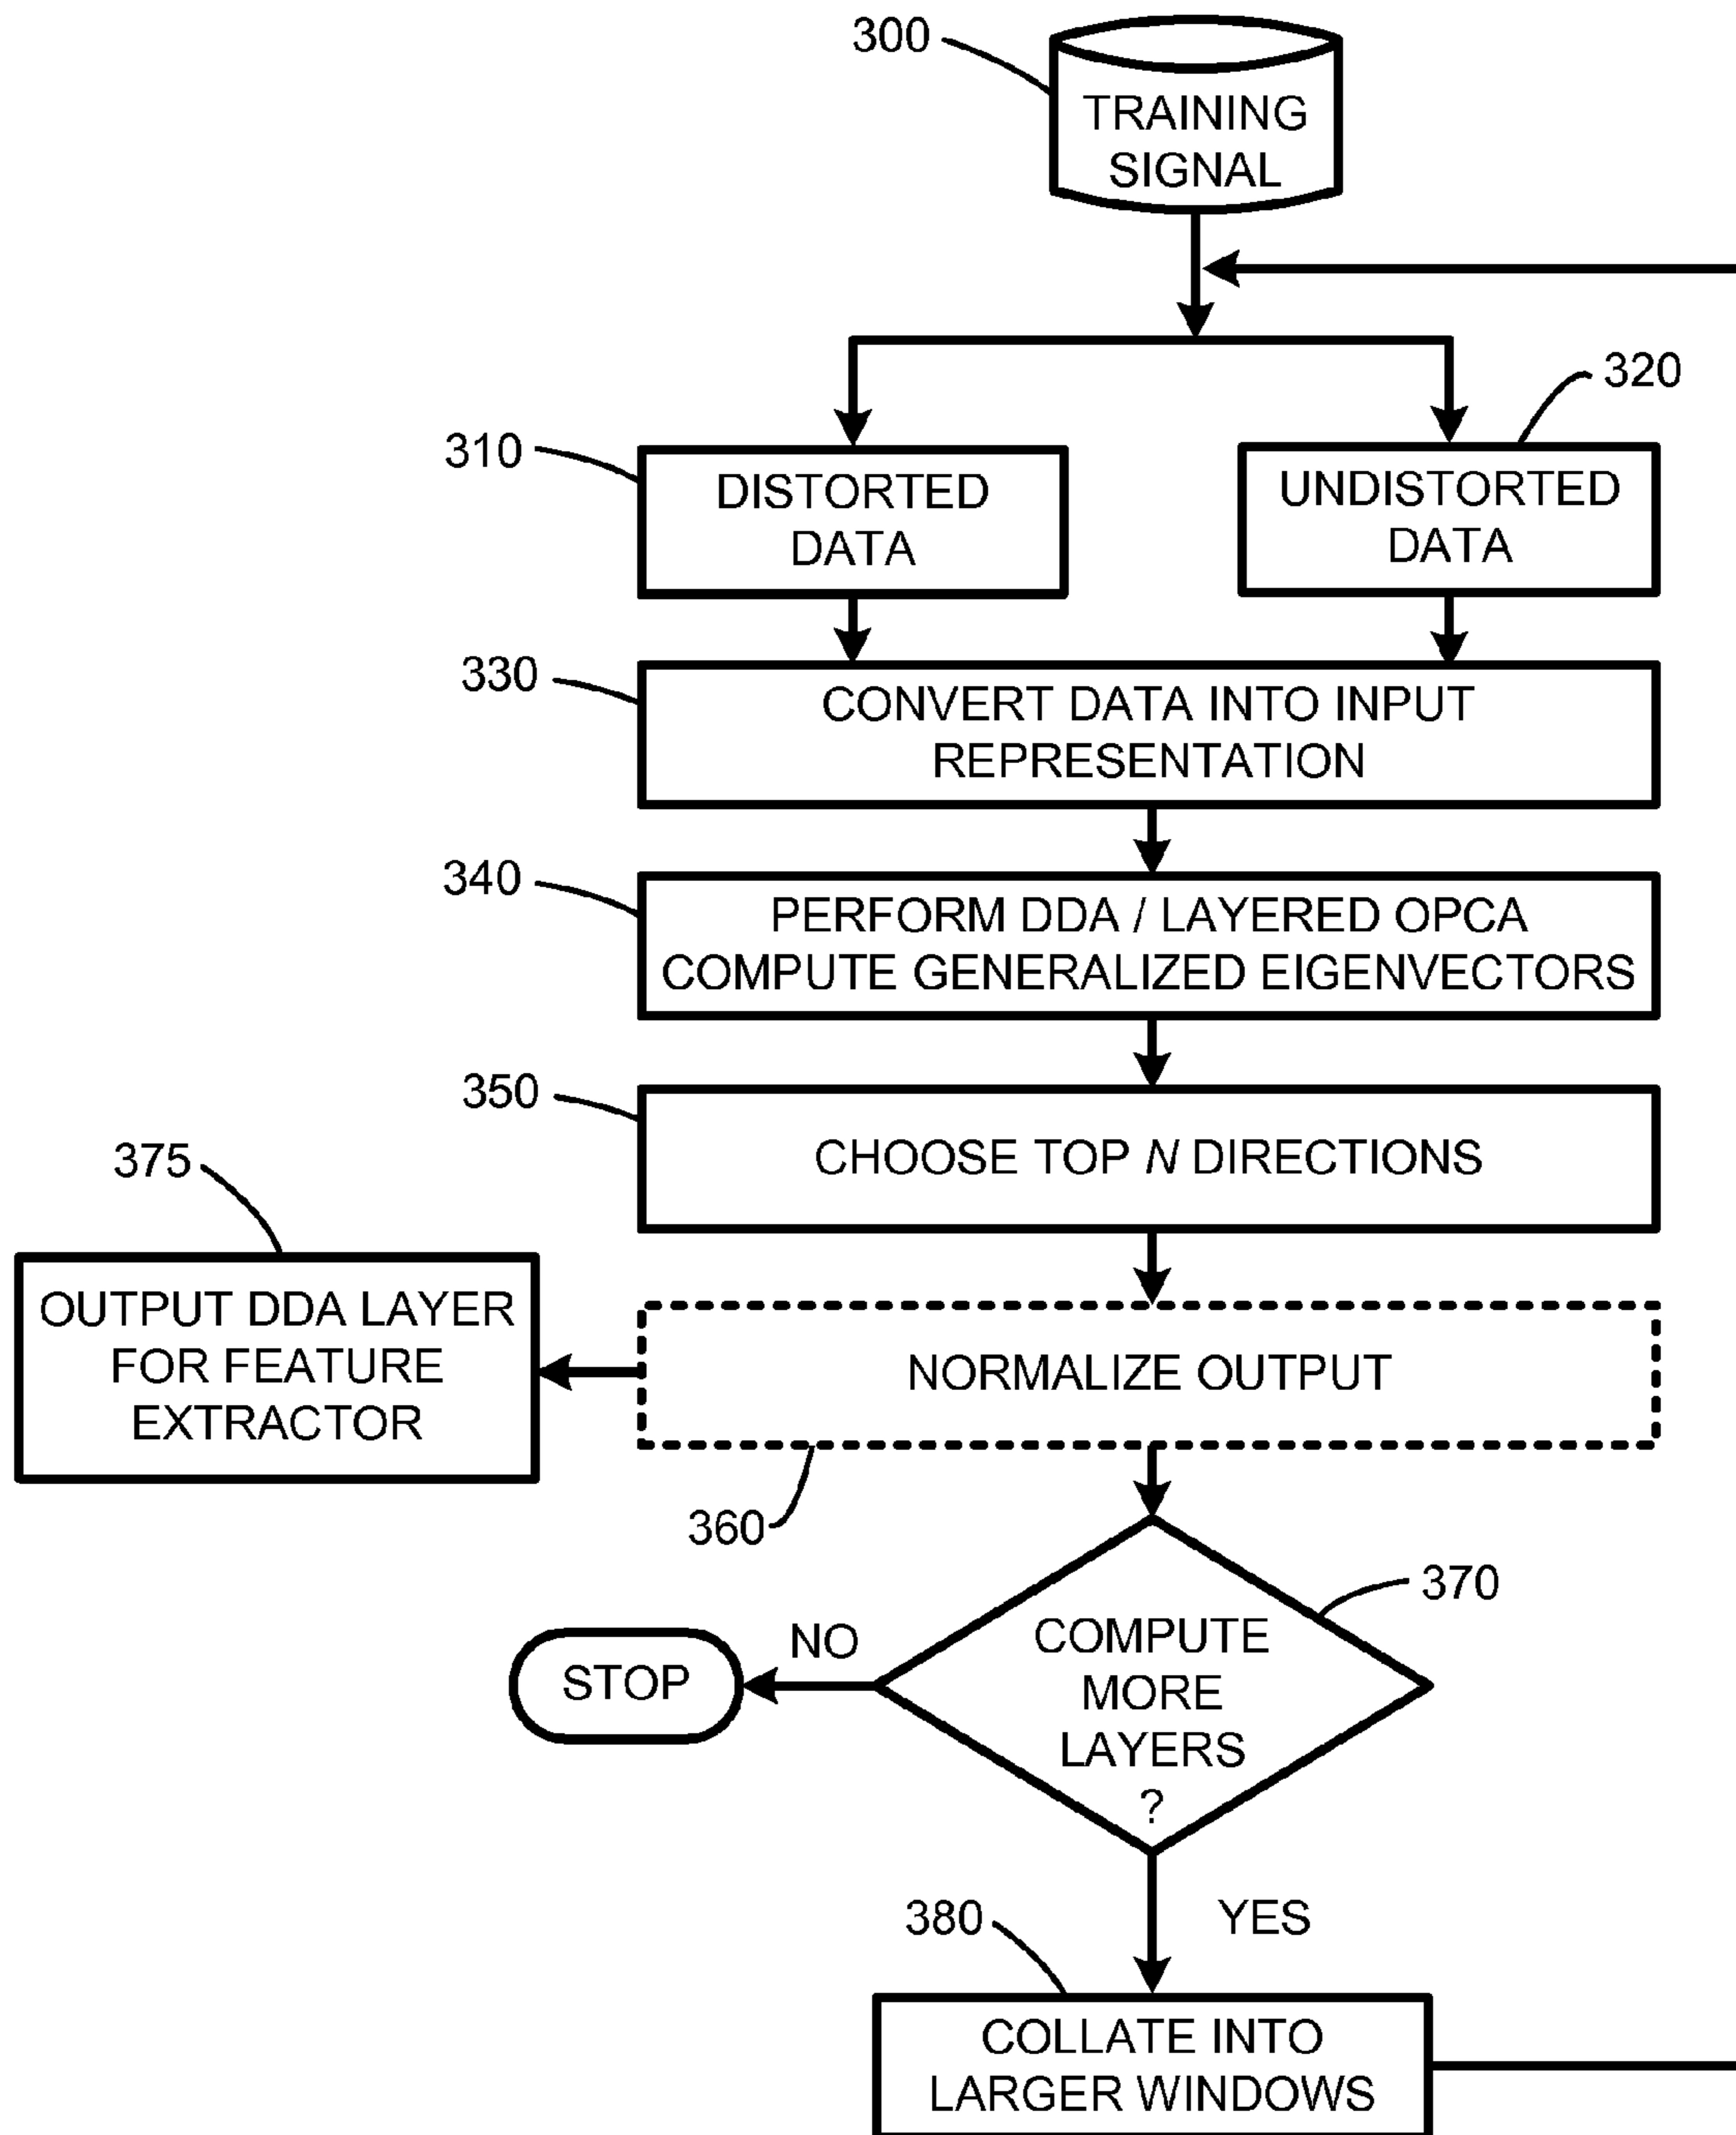 300
TRAINING
SIGNAL
320
310
DISTORTED
DATA
UNDISTORTED
DATA
330
CONVERT DATA INTO INPUT
REPRESENTATION
340
PERFORM DDA / LAYERED OPCA
COMPUTE GENERALIZED EIGENVECTORS
350
CHOOSE TOP N DIRECTIONS
375
OUTPUT DDA LAYER
FOR FEATURE
EXTRACTOR
NORMALIZE OUTPUT
360
370
COMPUTE
MORE
LAYERS
?
NO
STOP
YES
380
COLLATE INTO
LARGER WINDOWS